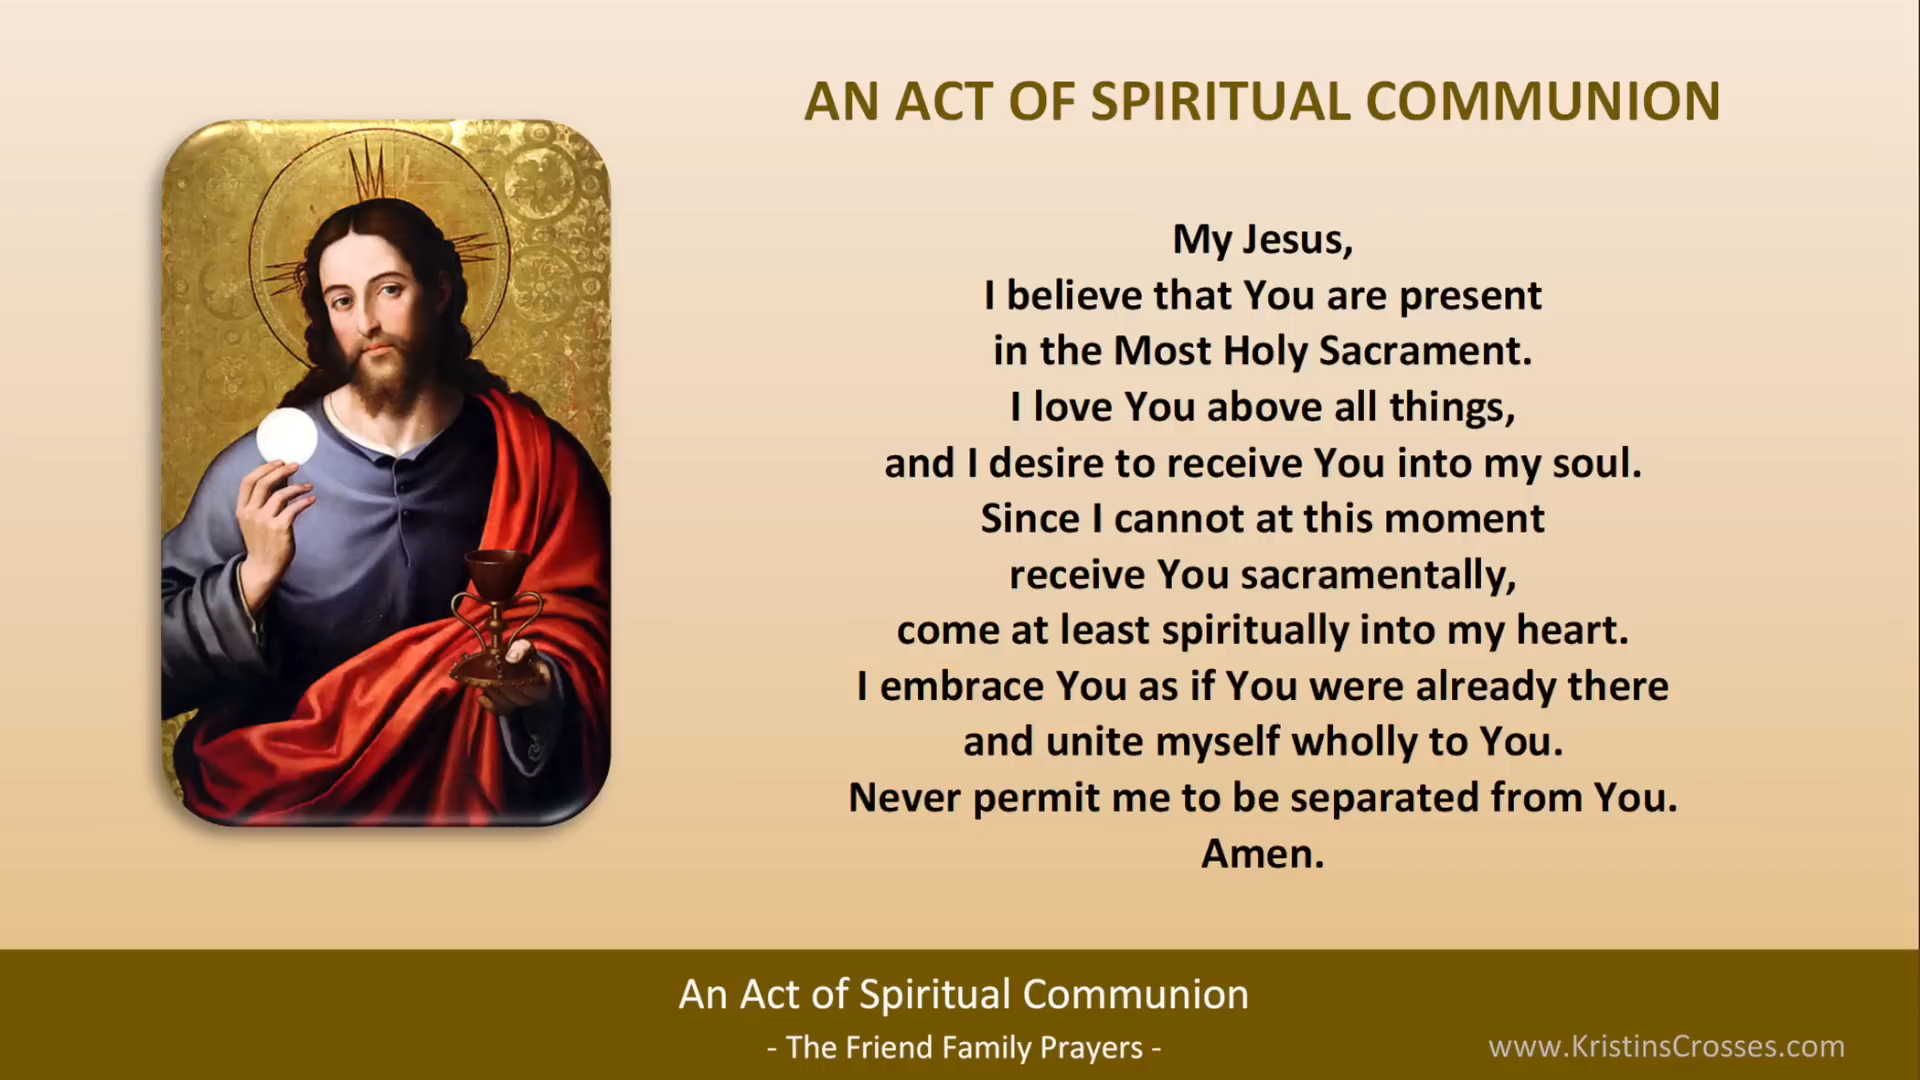 AN ACT OF SPIRITUAL COMMUNION
My Jesus,
I believe that You are present
in the Most Holy Sacrament.
I love You above all things,
and I desire to receive You into my soul.
Since I cannot at this moment
receive You sacramentally,
come at least spiritually into my heart.
I embrace You as if You were already there
and unite myself wholly to You.
Never permit me to be separated from You.
Amen.
An Act of Spiritual Communion
- The Friend Family Prayers -
www.KristinsCrosses.com